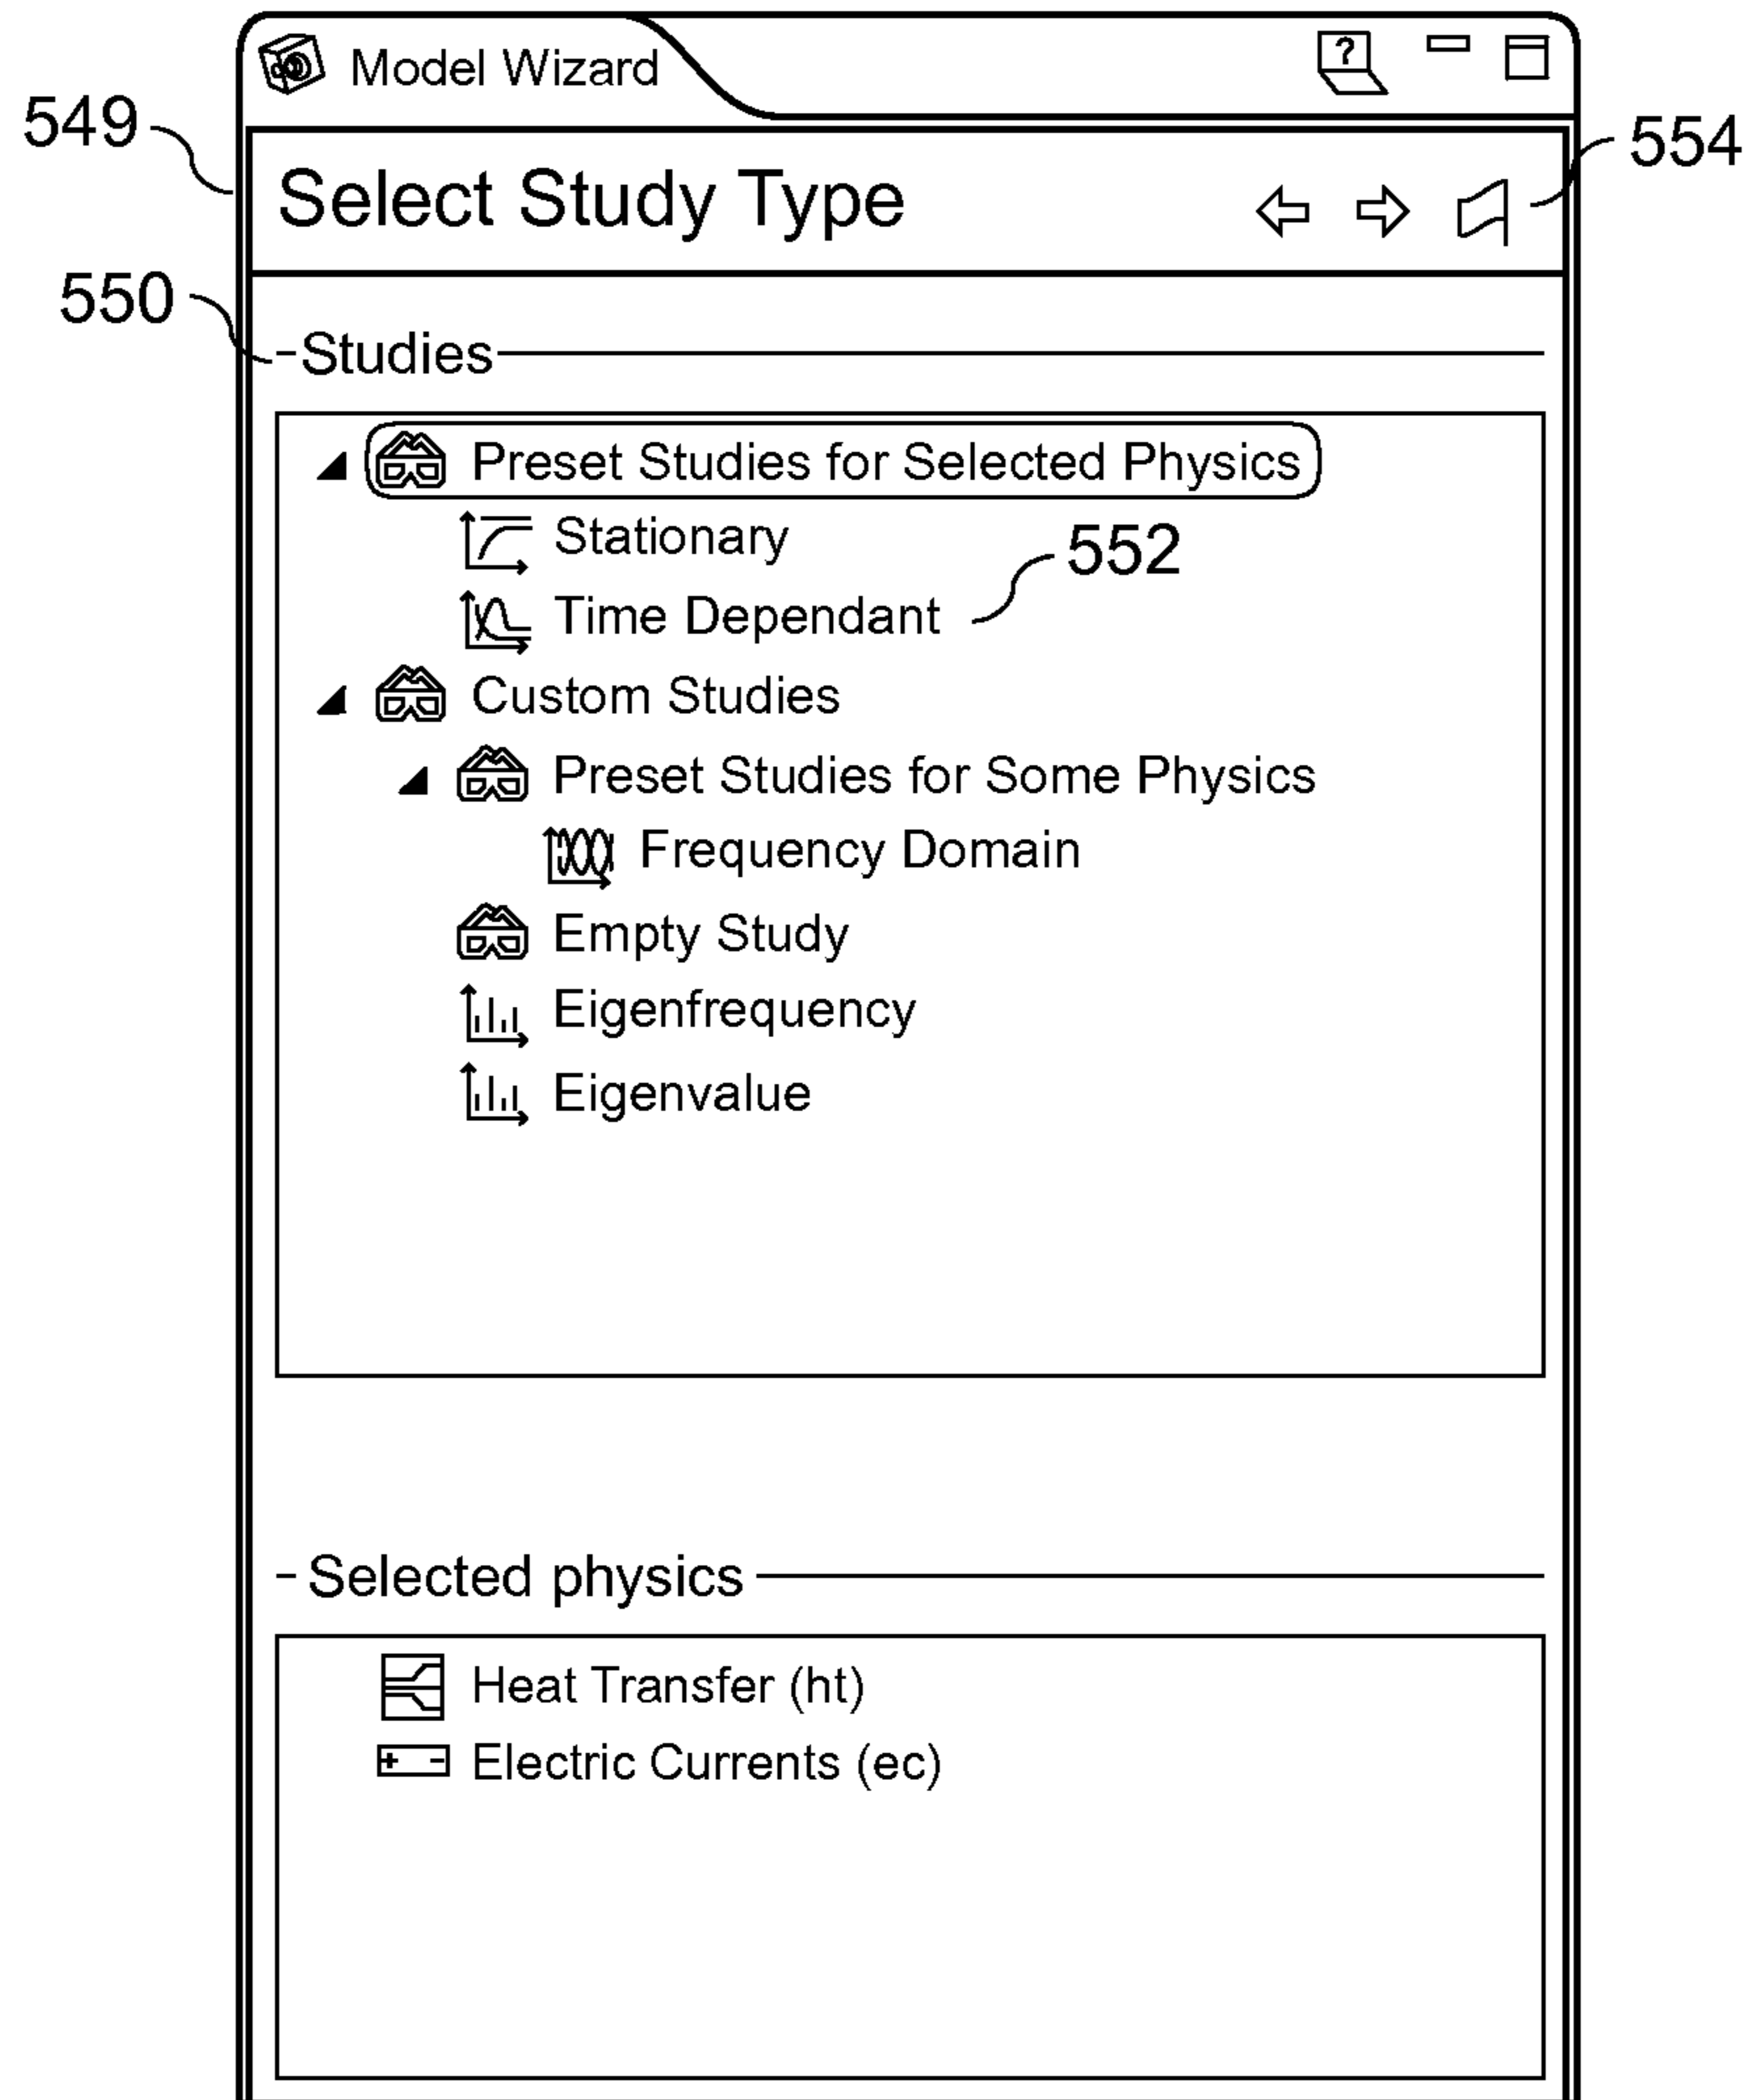 Model Wizard ?
549
554
Select Study Type
550
Studies
Preset Studies for Selected Physics
Stationary
552
Time Dependant
Custom Studies
Preset Studies for Some Physics
Frequency Domain
Empty Study
Eigenfrequency
Eigenvalue
Selected physics
Heat Transfer (ht)
+ - Electric Currents (ec)